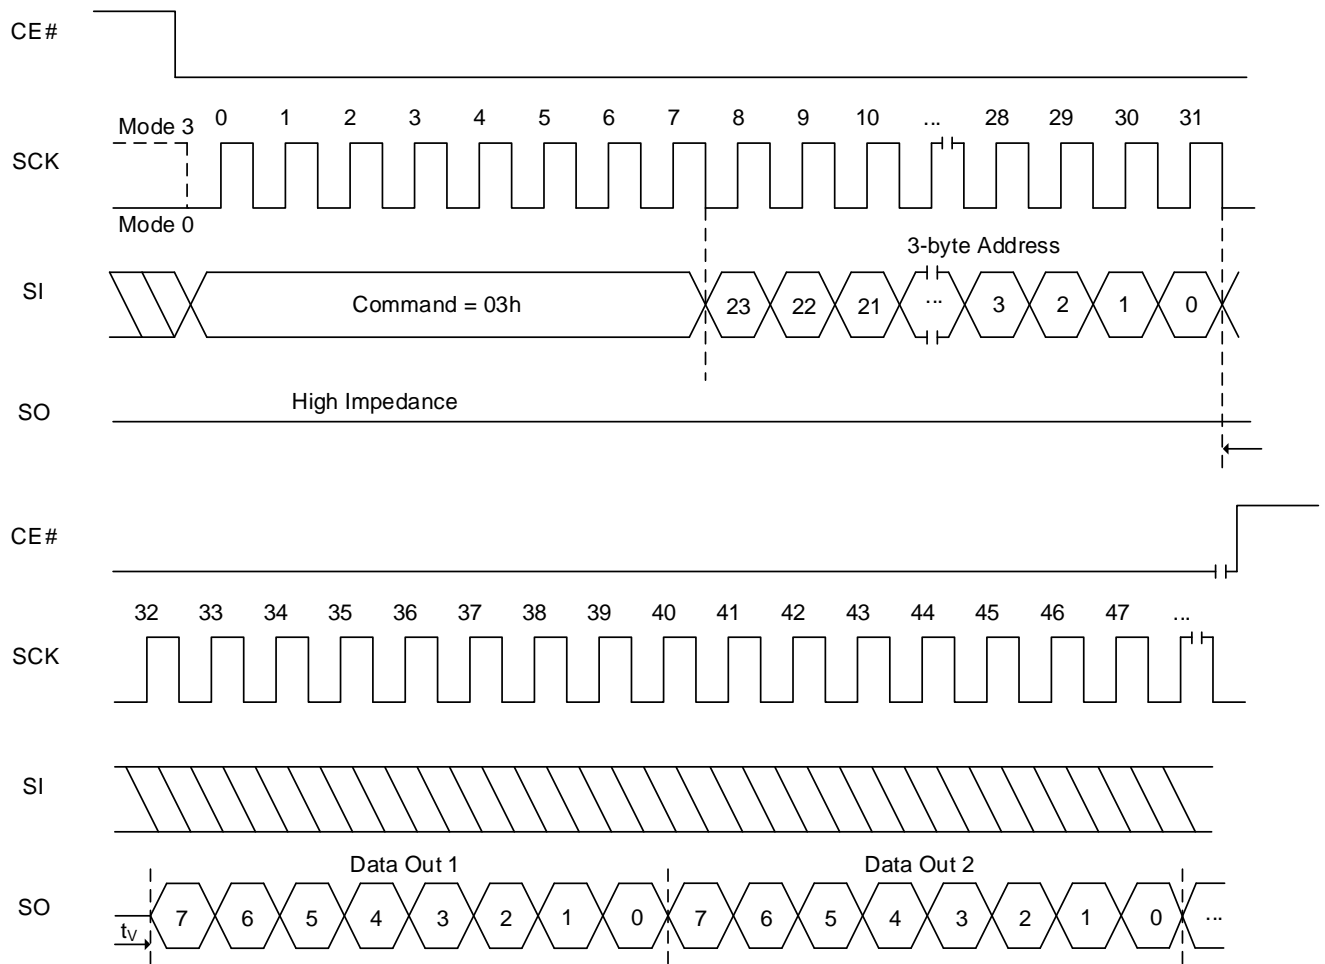 CE#
0 1 2 3 4 5 6 7 8 9 10 ... 28 29 30 31
Mode 3
SCK
Mode 0
3-byte Address
SI
Command = 03h 23 22 21 ... 3 2 1 0
High Impedance
SO
CE#
32 33 34 35 36 37 38 39 40 41 42 43 44 45 46 47 ...
SCK
SI
Data Out 1 Data Out 2
SO
7 6 5 4 3 2 1 0 7 6 5 4 3 2 1 0 ...
tV